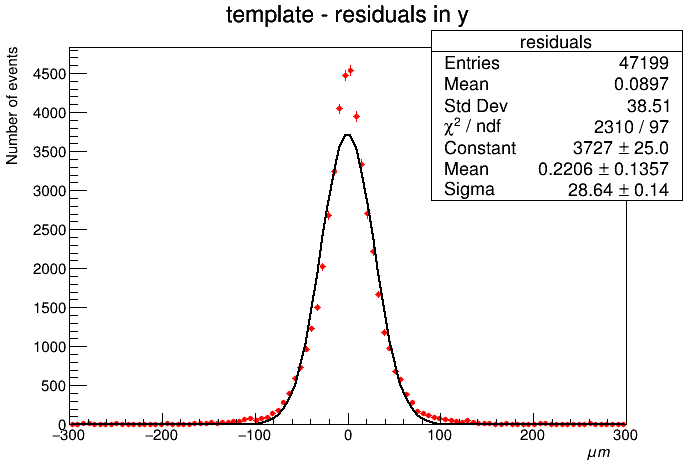 template - residuals in y
residuals
Entries 47199
Mean 0.0897
Std Dev 38.51
χ² / ndf 2310 / 97
Constant 3727 ± 25.0
Mean 0.2206 ± 0.1357
Sigma 28.64 ± 0.14
Number of events
4500
4000
3500
3000
2500
2000
1500
1000
500
0
−300 −200 −100 0 100 200 300
μm